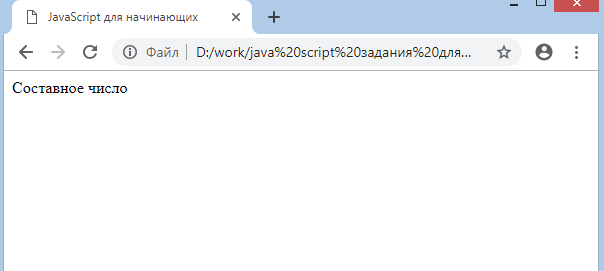 JavaScript для начинающих
Файл D:/work/java%20script%20задания%20для...
Составное число